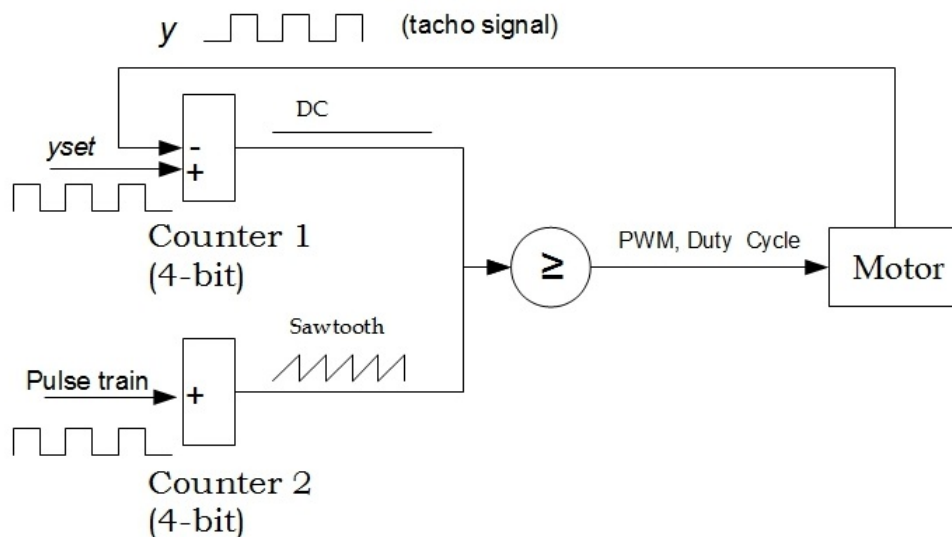 y
(tacho signal)
DC
yset
-
+
Counter 1
(4-bit)
≥
PWM, Duty Cycle
Motor
Sawtooth
Pulse train
+
Counter 2
(4-bit)